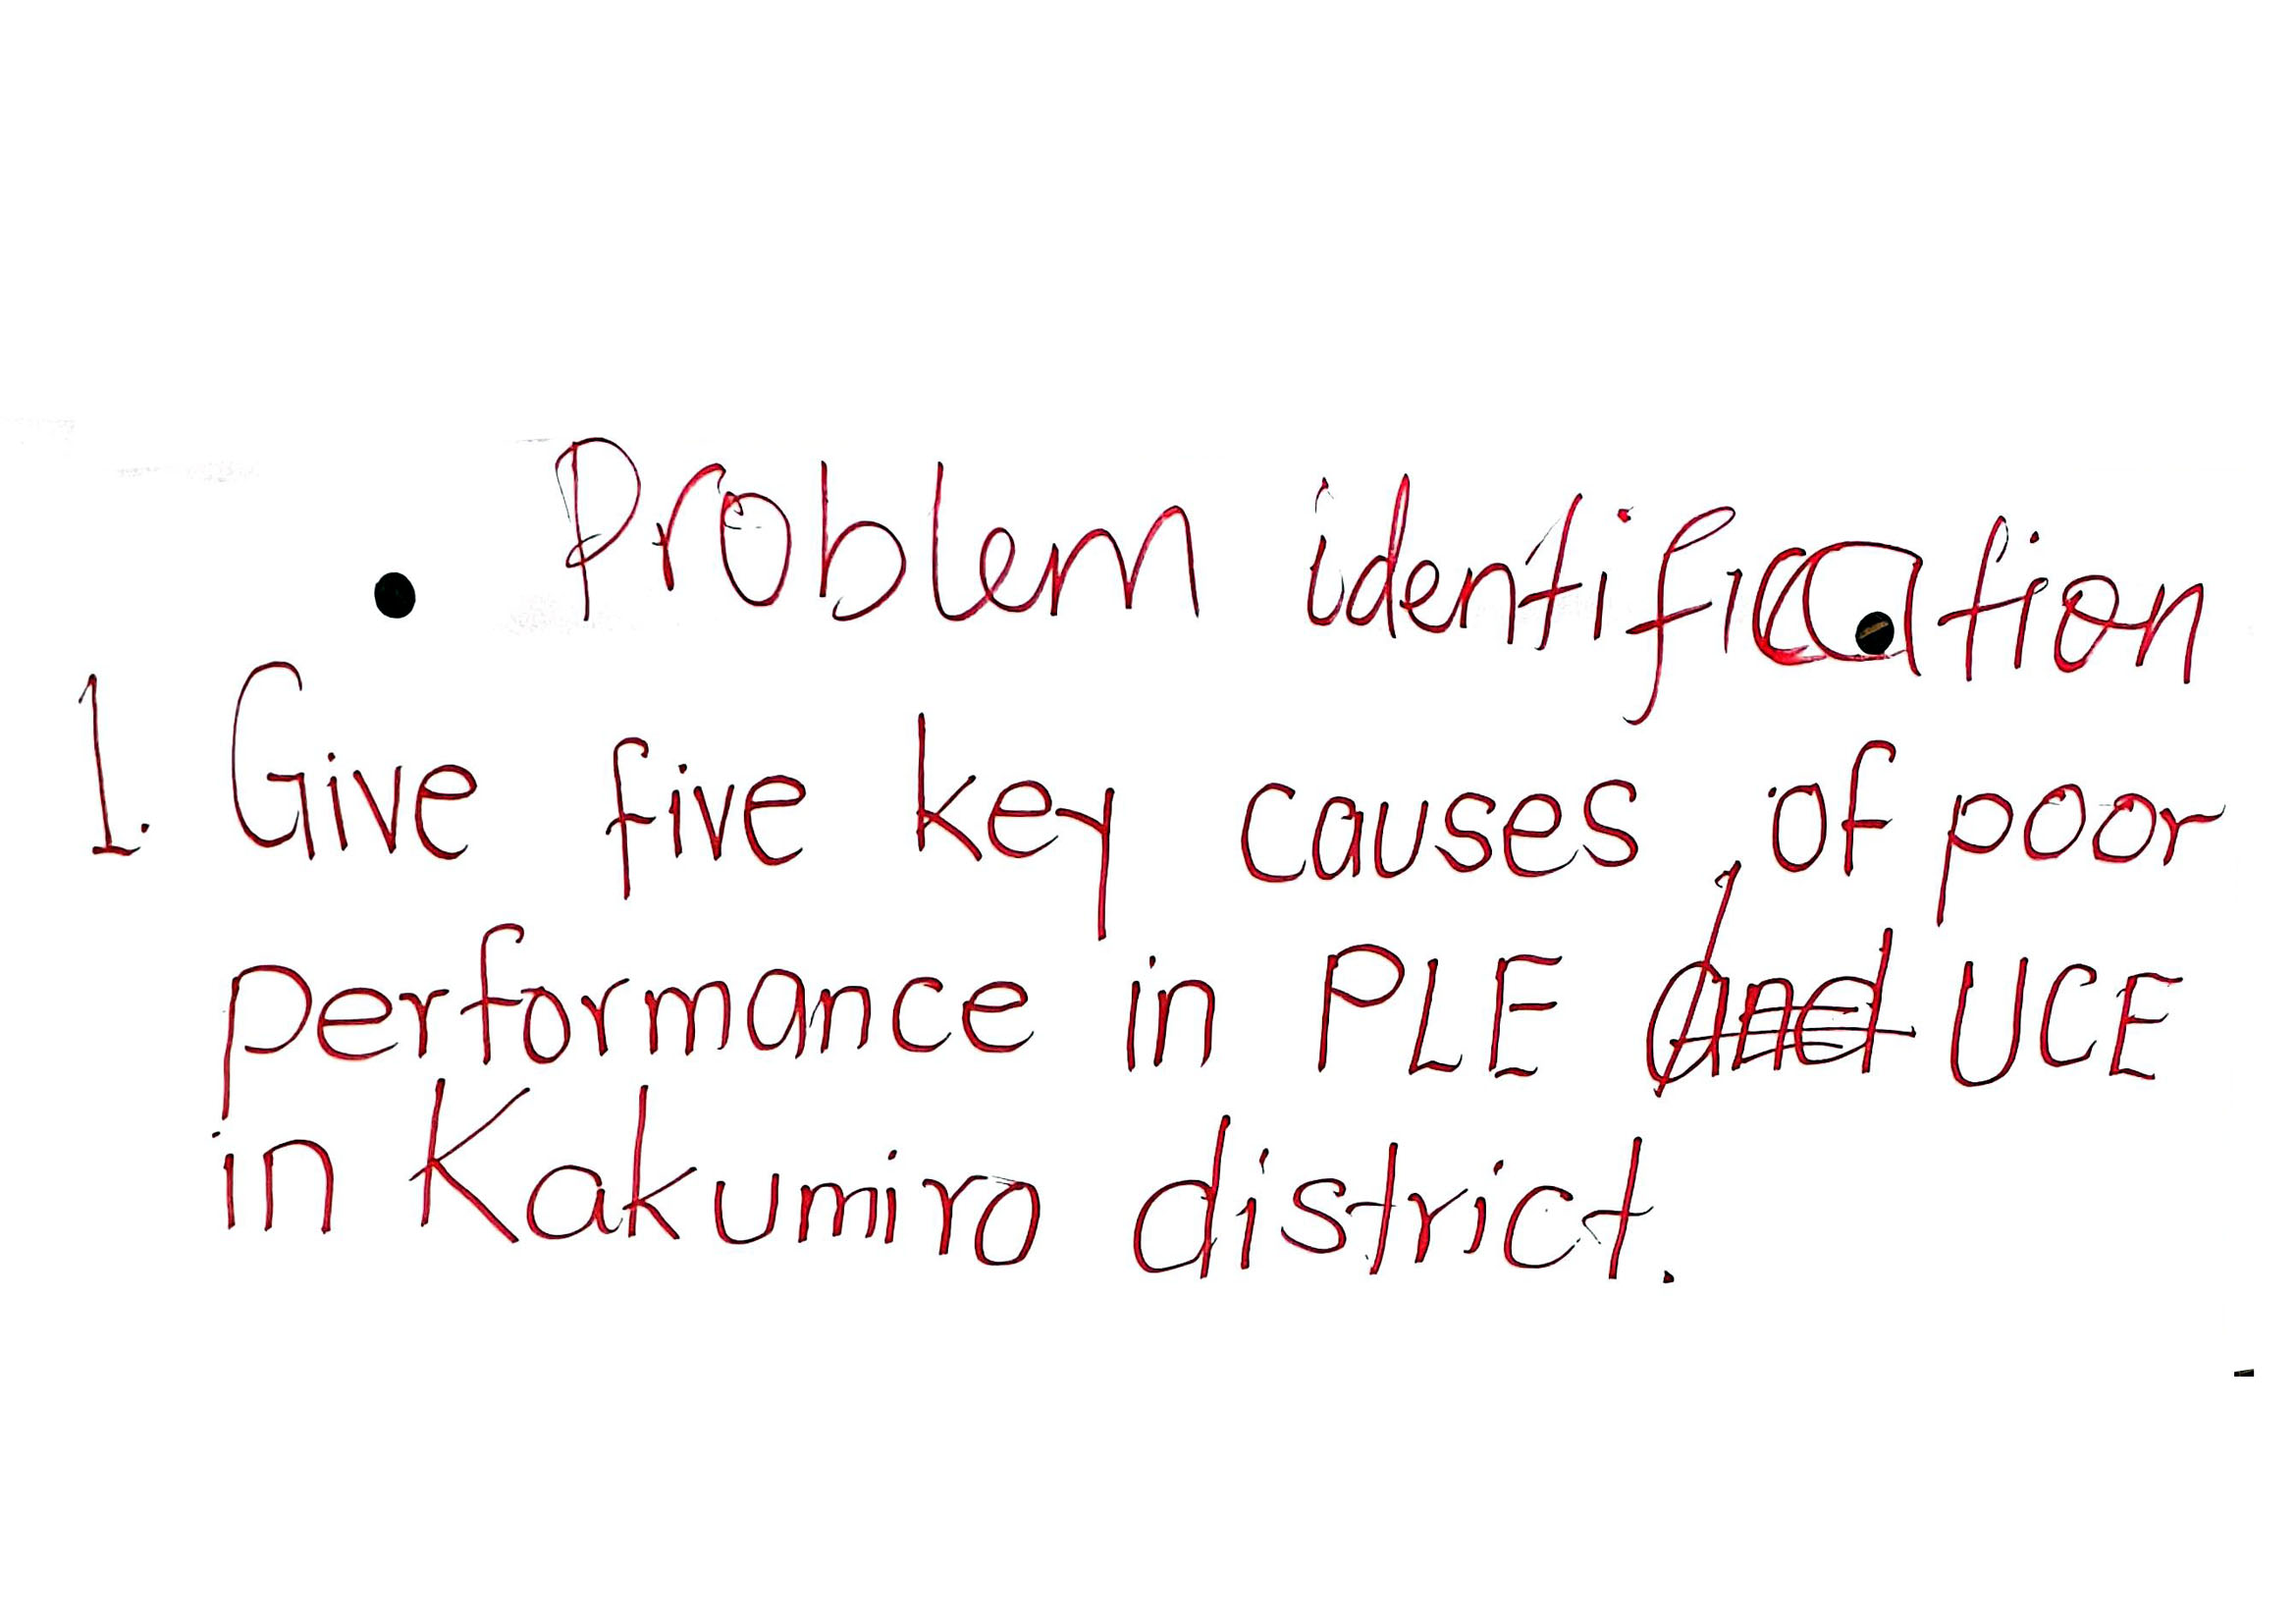 Problem identification
1. Give five key causes of poor
performance in PLE and UCE
in Kakumiro district.